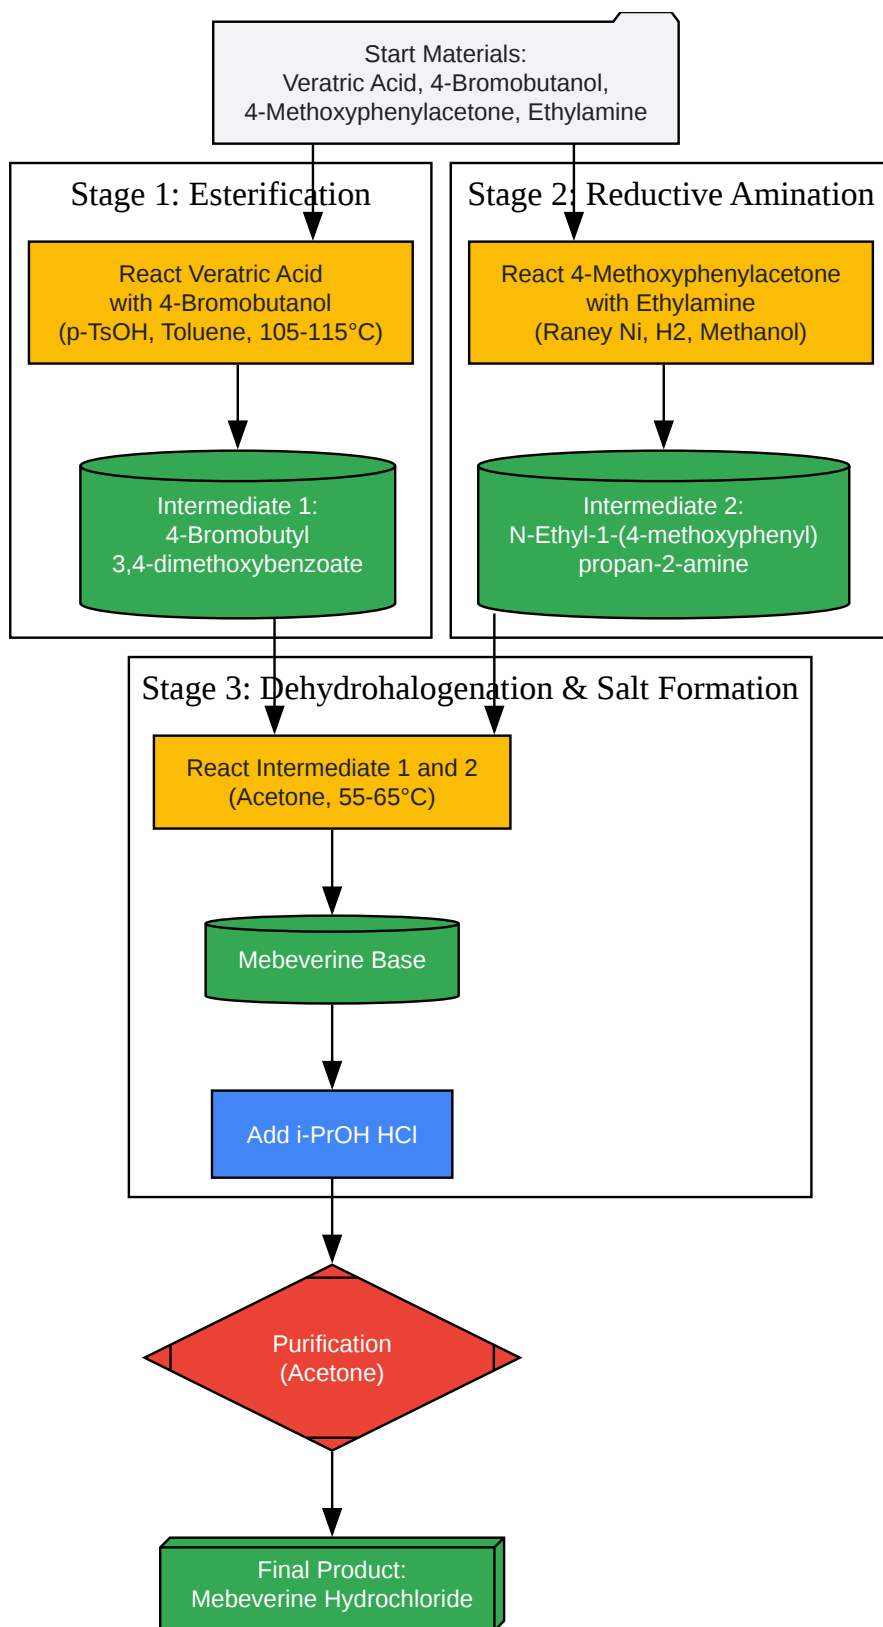 Start Materials:
Veratric Acid, 4-Bromobutanol,
4-Methoxyphenylacetone, Ethylamine
Stage 1: Esterification
React Veratric Acid
with 4-Bromobutanol
(p-TsOH, Toluene, 105-115°C)
Intermediate 1:
4-Bromobutyl
3,4-dimethoxybenzoate
Stage 2: Reductive Amination
React 4-Methoxyphenylacetone
with Ethylamine
(Raney Ni, H2, Methanol)
Intermediate 2:
N-Ethyl-1-(4-methoxyphenyl)
propan-2-amine
Stage 3: Dehydrohalogenation & Salt Formation
React Intermediate 1 and 2
(Acetone, 55-65°C)
Mebeverine Base
Add i-PrOH HCl
Purification
(Acetone)
Final Product:
Mebeverine Hydrochloride